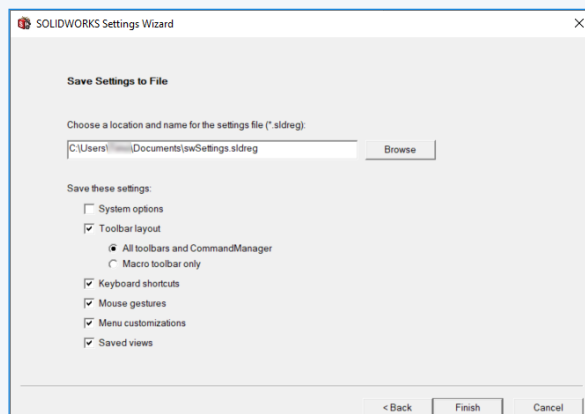 SOLIDWORKS Settings Wizard
Save Settings to File
Choose a location and name for the settings file (*.sldreg):
C:\Users\ \Documents\swSettings.sldreg
Browse
Save these settings:
System options
Toolbar layout
All toolbars and CommandManager
Macro toolbar only
Keyboard shortcuts
Mouse gestures
Menu customizations
Saved views
< Back Finish Cancel